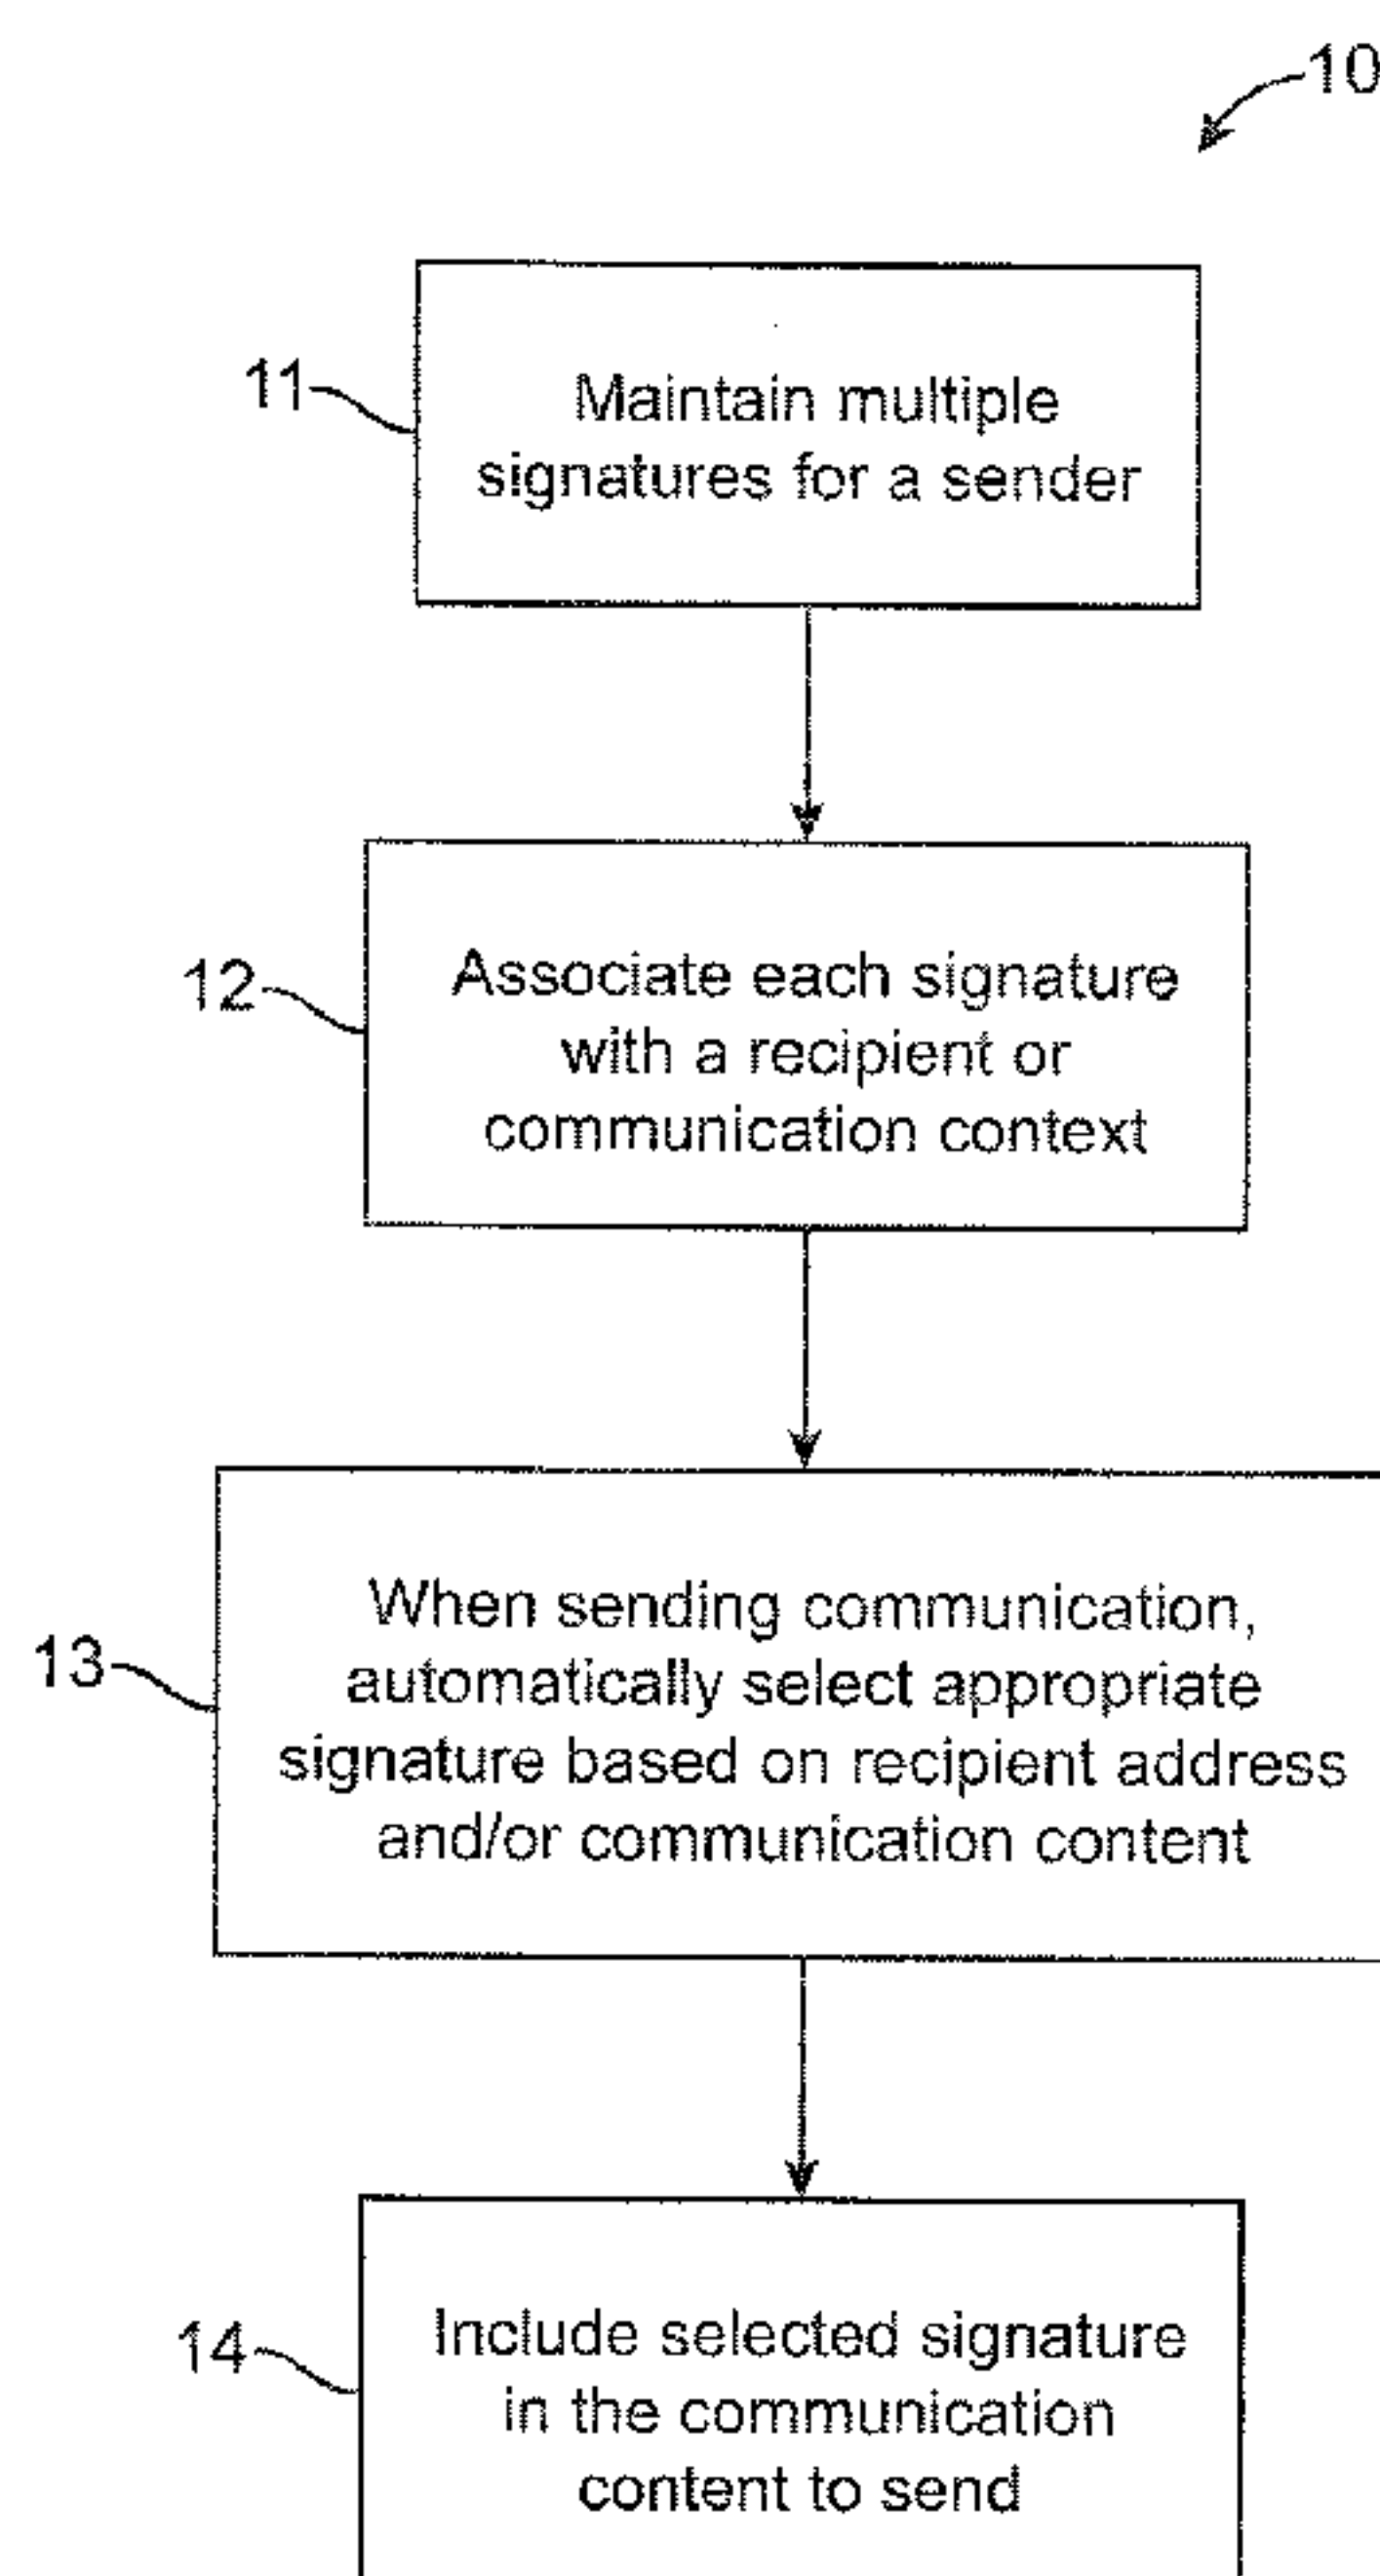 10
11
Maintain multiple
signatures for a sender
12
Associate each signature
with a recipient or
communication context
13
When sending communication,
automatically select appropriate
signature based on recipient address
and/or communication content
14
Include selected signature
in the communication
content to send